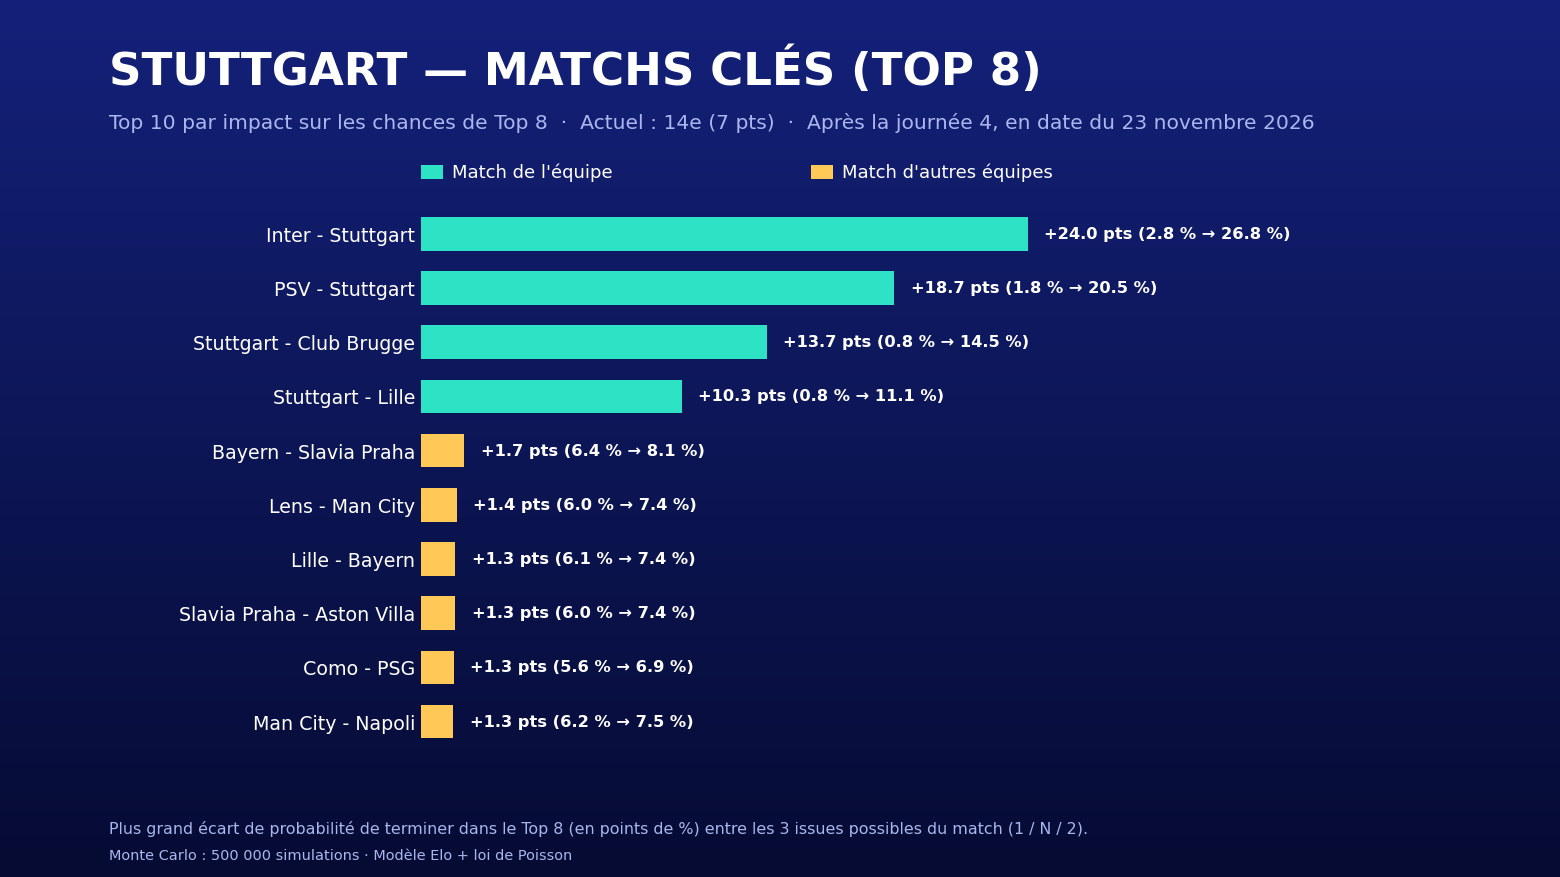 STUTTGART — MATCHS CLÉS (TOP 8)
Top 10 par impact sur les chances de Top 8 · Actuel : 14e (7 pts) · Après la journée 4, en date du 23 novembre 2026
Match de l'équipe Match d'autres équipes
Inter - Stuttgart +24.0 pts (2.8 % → 26.8 %)
PSV - Stuttgart +18.7 pts (1.8 % → 20.5 %)
Stuttgart - Club Brugge +13.7 pts (0.8 % → 14.5 %)
Stuttgart - Lille +10.3 pts (0.8 % → 11.1 %)
Bayern - Slavia Praha +1.7 pts (6.4 % → 8.1 %)
Lens - Man City +1.4 pts (6.0 % → 7.4 %)
Lille - Bayern +1.3 pts (6.1 % → 7.4 %)
Slavia Praha - Aston Villa +1.3 pts (6.0 % → 7.4 %)
Como - PSG +1.3 pts (5.6 % → 6.9 %)
Man City - Napoli +1.3 pts (6.2 % → 7.5 %)
Plus grand écart de probabilité de terminer dans le Top 8 (en points de %) entre les 3 issues possibles du match (1 / N / 2).
Monte Carlo : 500 000 simulations · Modèle Elo + loi de Poisson